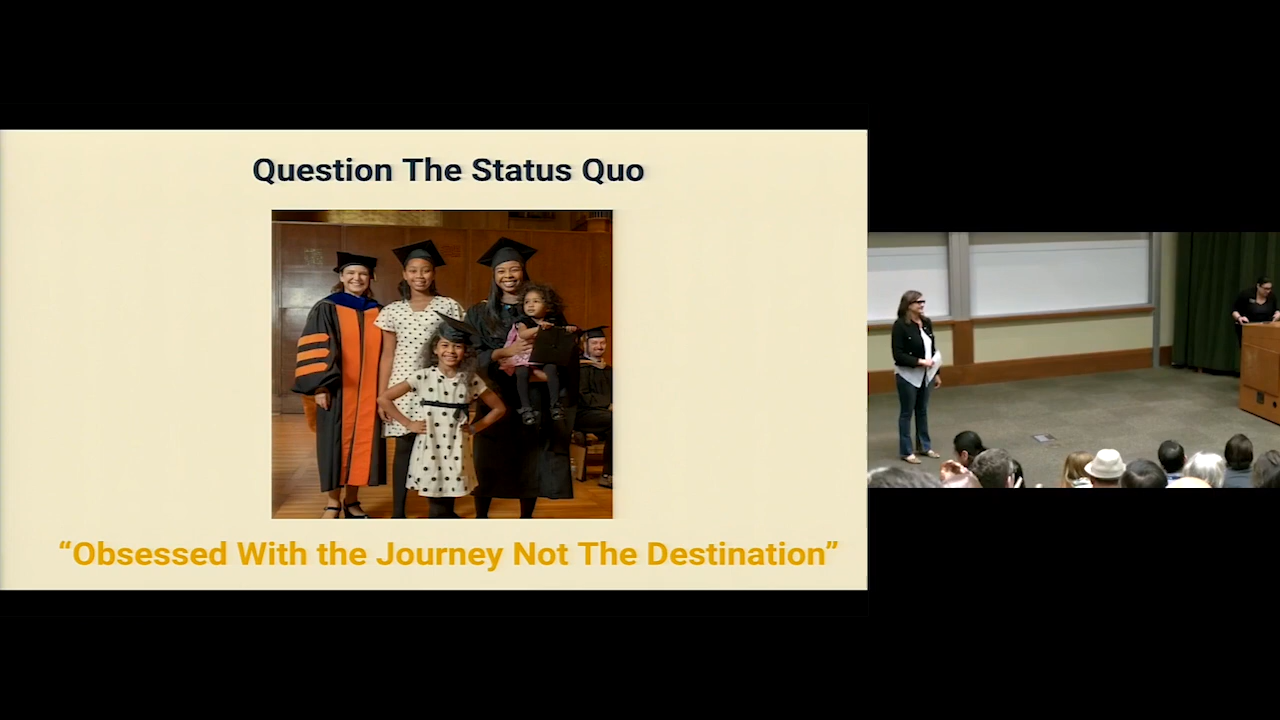 Question The Status Quo
“Obsessed With the Journey Not The Destination”